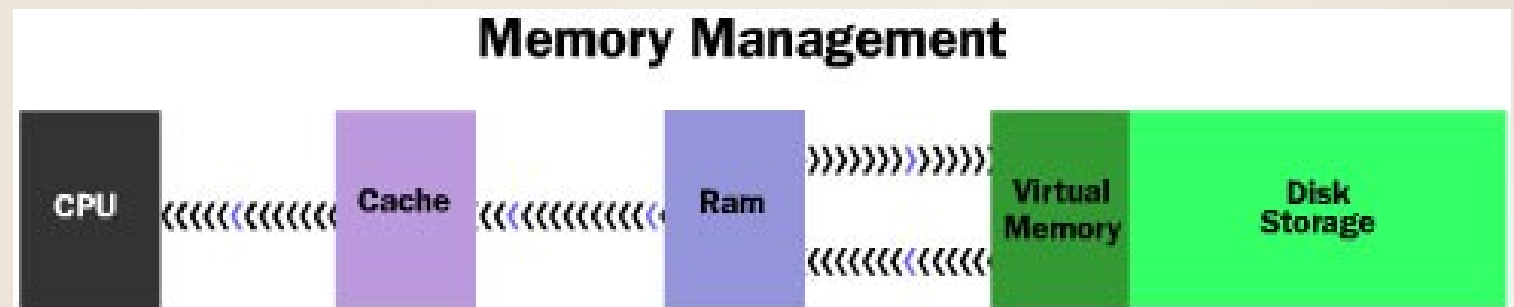 Memory Management
CPU
Cache
Ram
Virtual
Memory
Disk
Storage